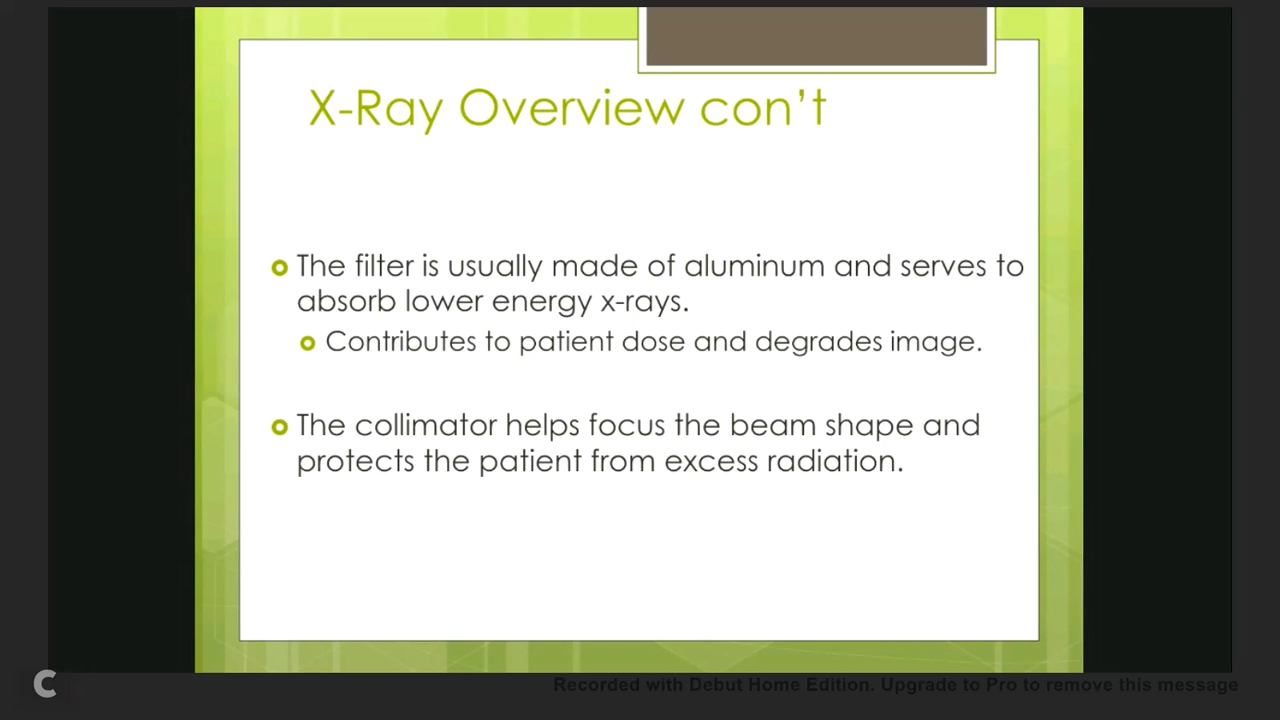 X-Ray Overview con’t
The filter is usually made of aluminum and serves to
absorb lower energy x-rays.
Contributes to patient dose and degrades image.
The collimator helps focus the beam shape and
protects the patient from excess radiation.
C
Recorded with Debut Home Edition. Upgrade to Pro to remove this message